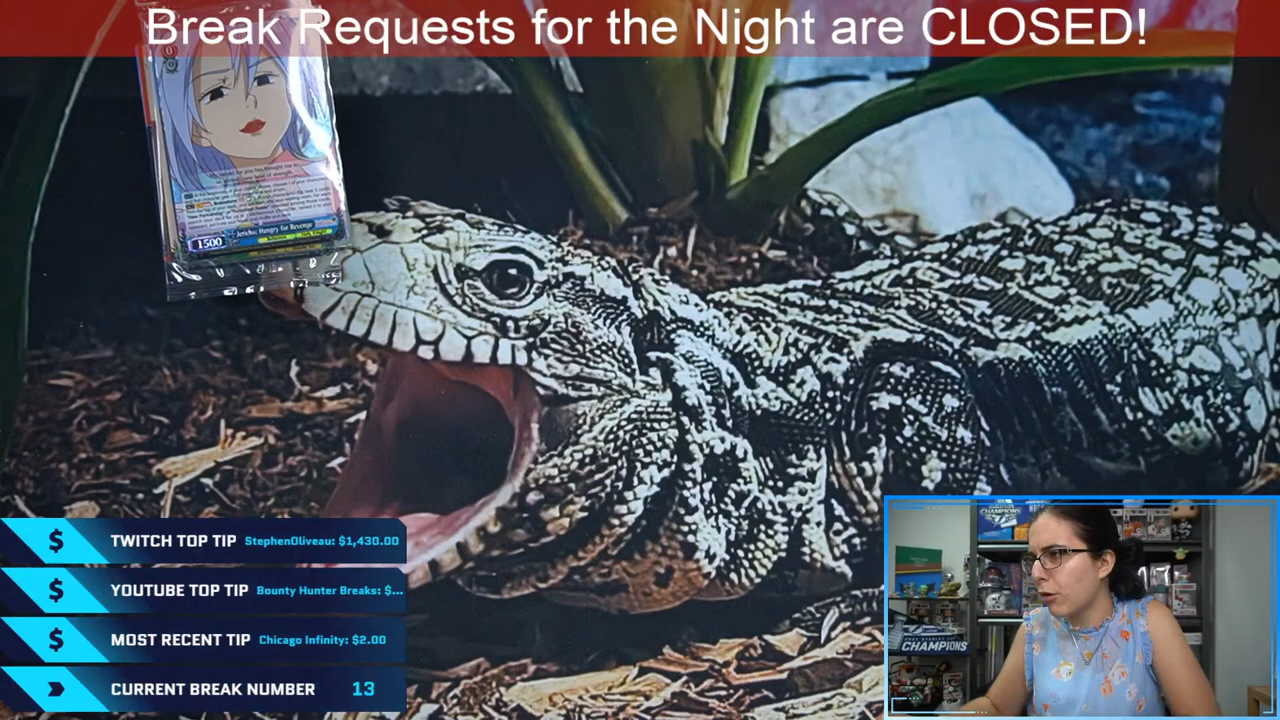 Break Requests for the Night are CLOSED!
Jericho: Hungry for Revenge
1500
TWITCH TOP TIP StephenOliveau: $1,430.00
YOUTUBE TOP TIP Bounty Hunter Breaks: $...
MOST RECENT TIP Chicago Infinity: $2.00
CURRENT BREAK NUMBER 13
CHAMPIONS
CHAMPIONS